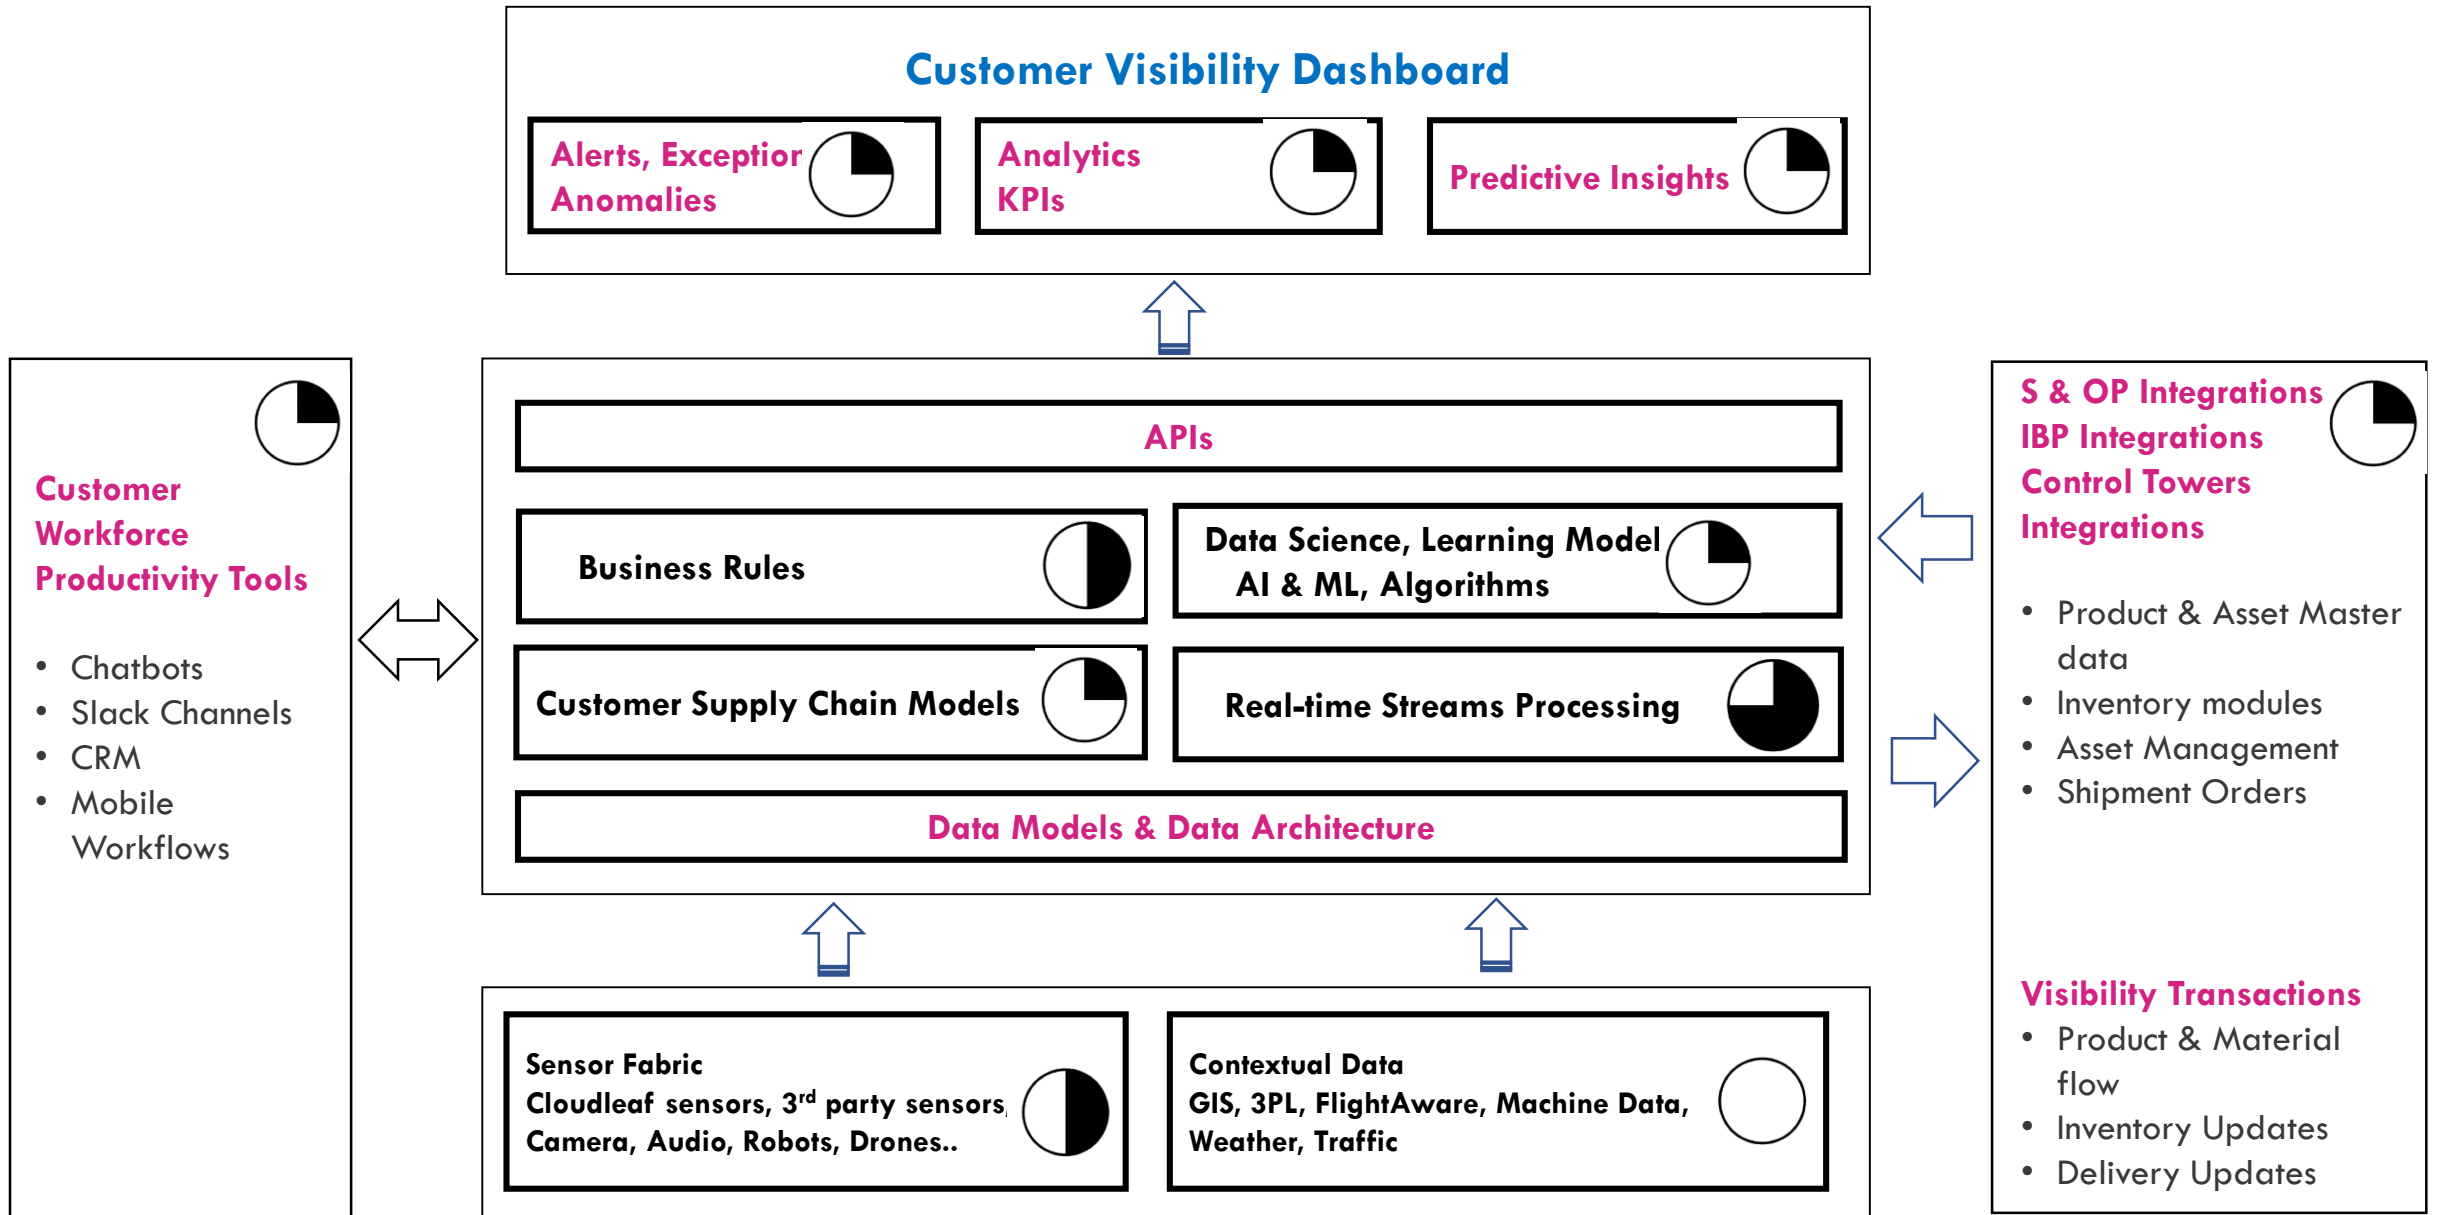 Customer Visibility Dashboard
Alerts, Exception
Anomalies
Analytics
KPIs
Predictive Insights
Customer
Workforce
Productivity Tools
• Chatbots
• Slack Channels
• CRM
• Mobile
Workflows
APIs
Business Rules
Data Science, Learning Model
AI & ML, Algorithms
Customer Supply Chain Models
Real-time Streams Processing
Data Models & Data Architecture
Sensor Fabric
Cloudleaf sensors, 3rd party sensors,
Camera, Audio, Robots, Drones..
Contextual Data
GIS, 3PL, FlightAware, Machine Data,
Weather, Traffic
S & OP Integrations
IBP Integrations
Control Towers
Integrations
• Product & Asset Master
data
• Inventory modules
• Asset Management
• Shipment Orders
Visibility Transactions
• Product & Material
flow
• Inventory Updates
• Delivery Updates